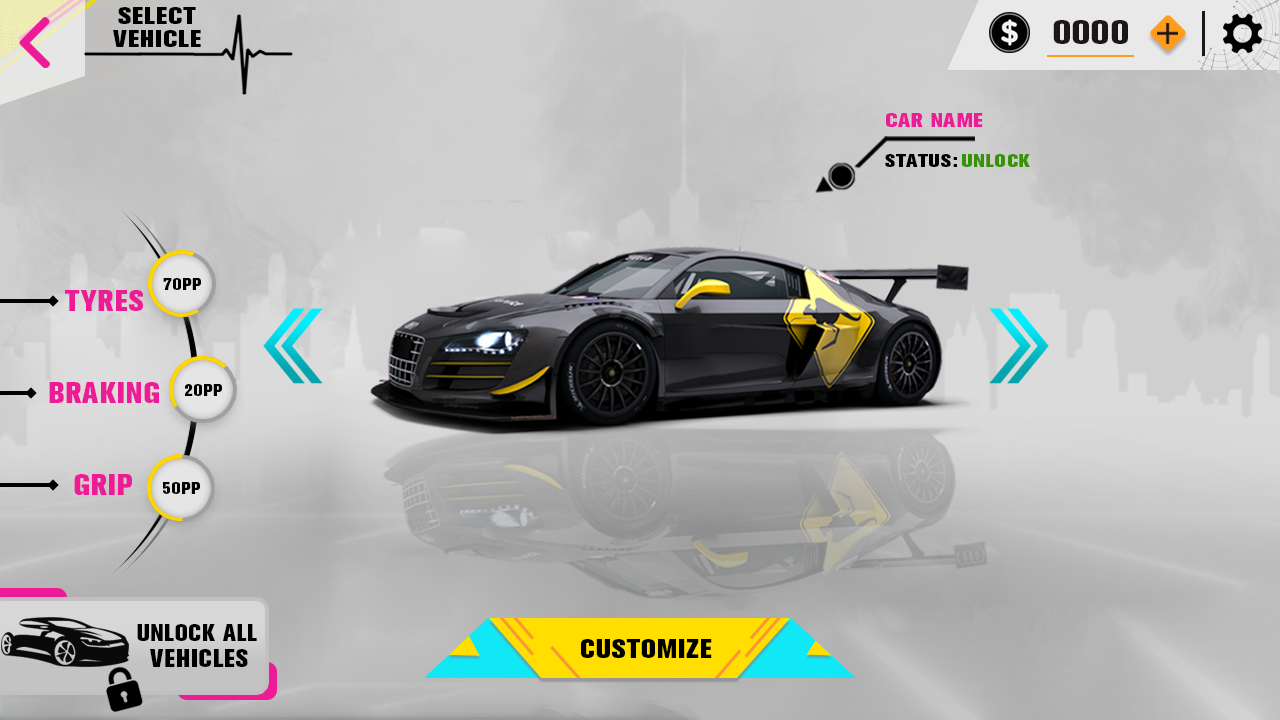 SELECT
VEHICLE
$
0000
CAR NAME
STATUS: UNLOCK
70PP
TYRES
BRAKING
20PP
GRIP
50PP
UNLOCK ALL
VEHICLES
CUSTOMIZE